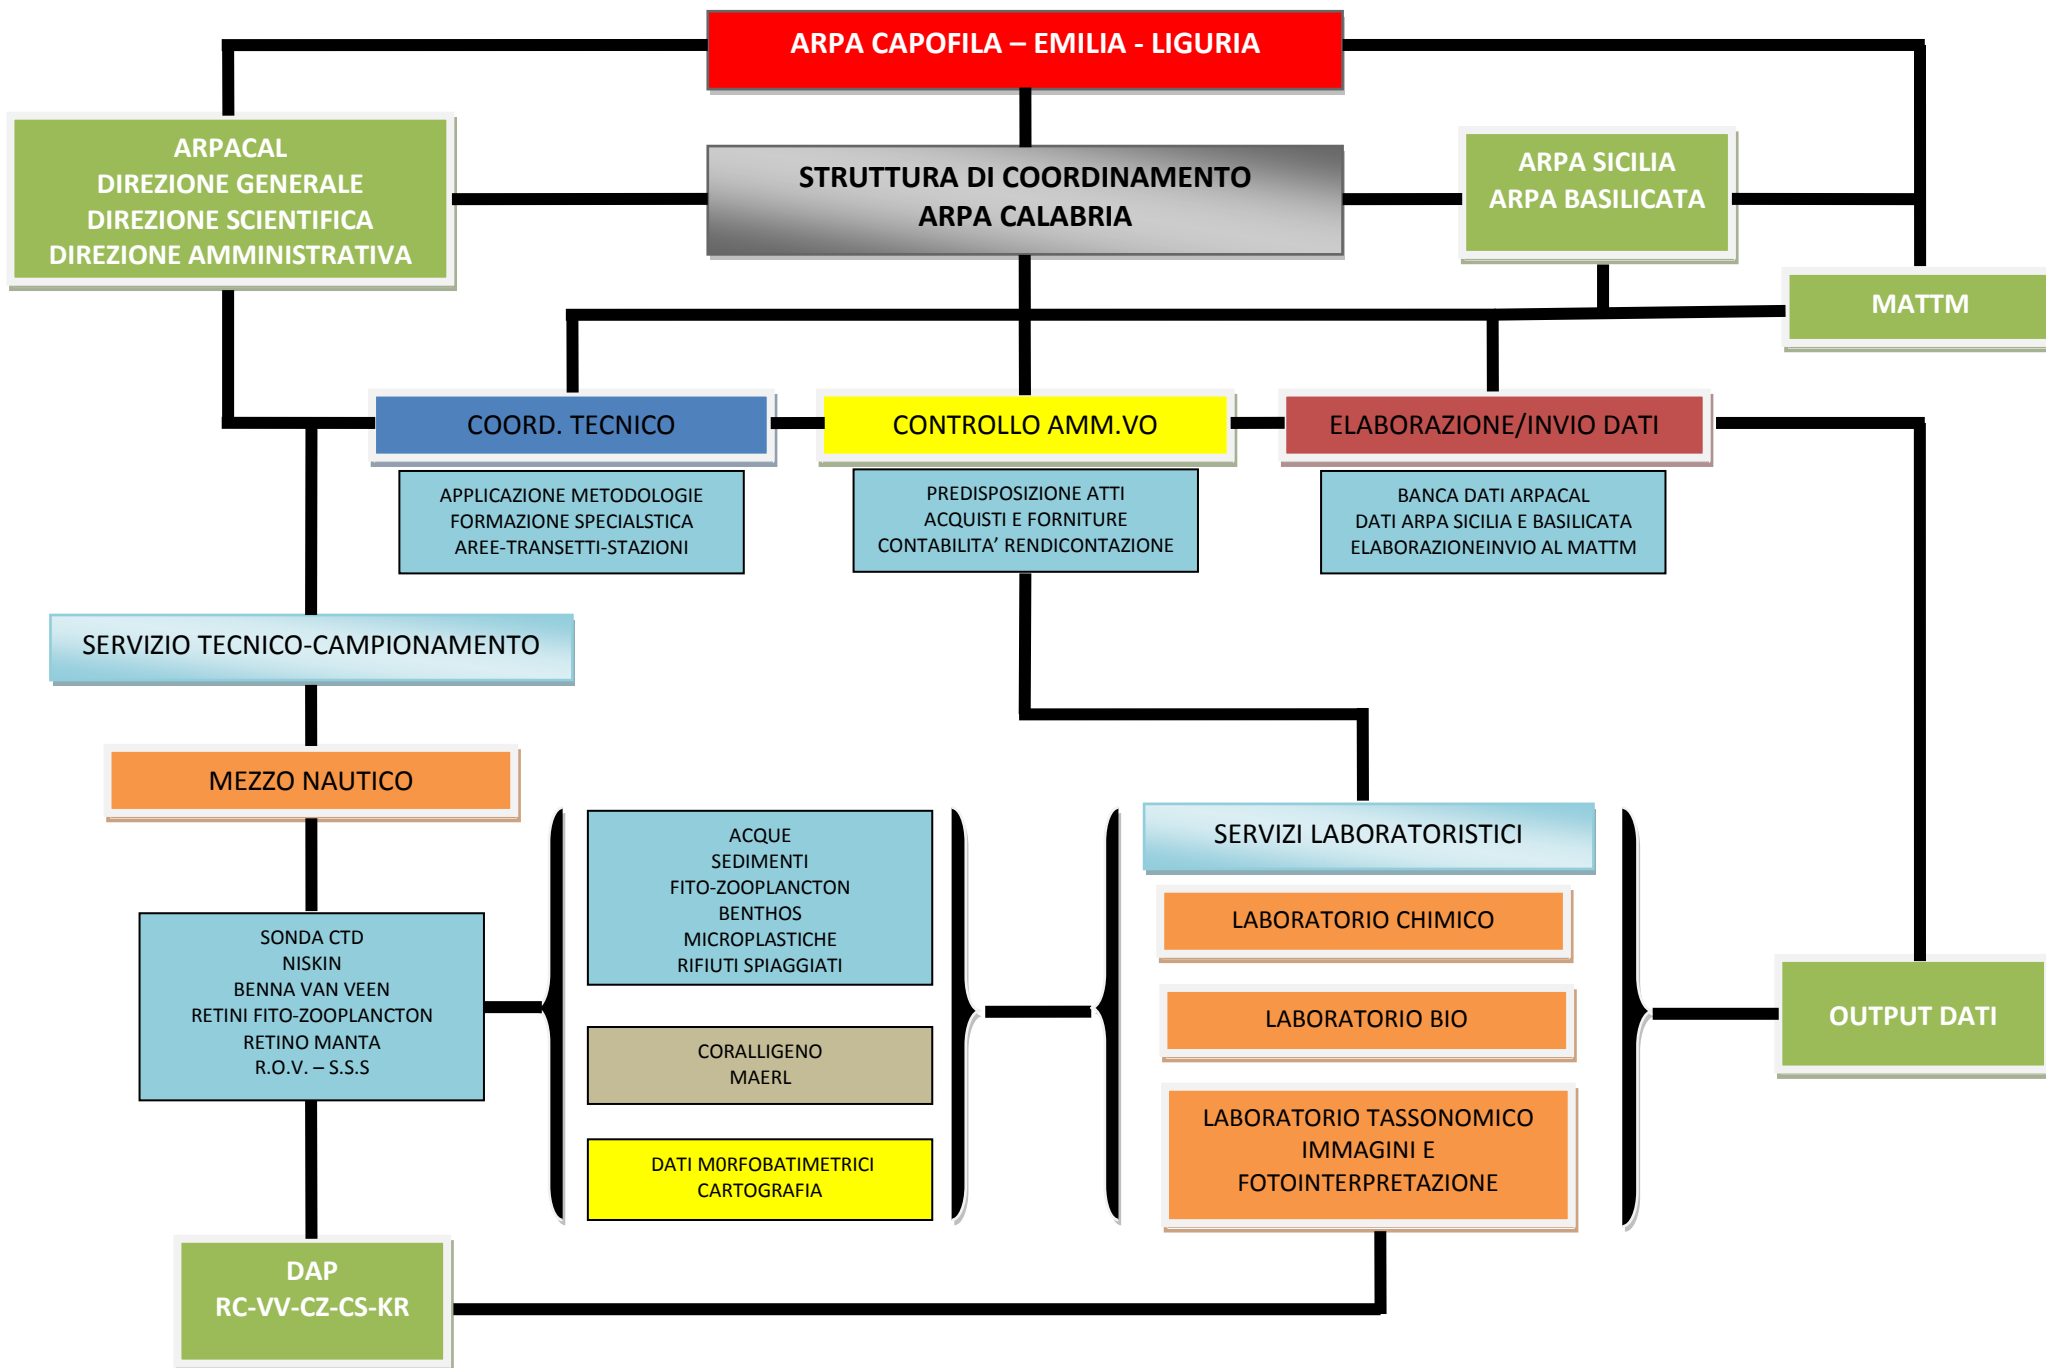 ARPA CAPOFILA – EMILIA - LIGURIA
ARPACAL
DIREZIONE GENERALE
DIREZIONE SCIENTIFICA
DIREZIONE AMMINISTRATIVA
STRUTTURA DI COORDINAMENTO
ARPA CALABRIA
ARPA SICILIA
ARPA BASILICATA
MATTM
COORD. TECNICO
CONTROLLO AMM.VO
ELABORAZIONE/INVIO DATI
APPLICAZIONE METODOLOGIE
FORMAZIONE SPECIALSTICA
AREE-TRANSETTI-STAZIONI
PREDISPOSIZIONE ATTI
ACQUISTI E FORNITURE
CONTABILITA’ RENDICONTAZIONE
BANCA DATI ARPACAL
DATI ARPA SICILIA E BASILICATA
ELABORAZIONEINVIO AL MATTM
SERVIZIO TECNICO-CAMPIONAMENTO
MEZZO NAUTICO
SONDA CTD
NISKIN
BENNA VAN VEEN
RETINI FITO-ZOOPLANCTON
RETINO MANTA
R.O.V. – S.S.S
ACQUE
SEDIMENTI
FITO-ZOOPLANCTON
BENTHOS
MICROPLASTICHE
RIFIUTI SPIAGGIATI
CORALLIGENO
MAERL
DATI M0RFOBATIMETRICI
CARTOGRAFIA
SERVIZI LABORATORISTICI
LABORATORIO CHIMICO
LABORATORIO BIO
LABORATORIO TASSONOMICO
IMMAGINI E
FOTOINTERPRETAZIONE
OUTPUT DATI
DAP
RC-VV-CZ-CS-KR